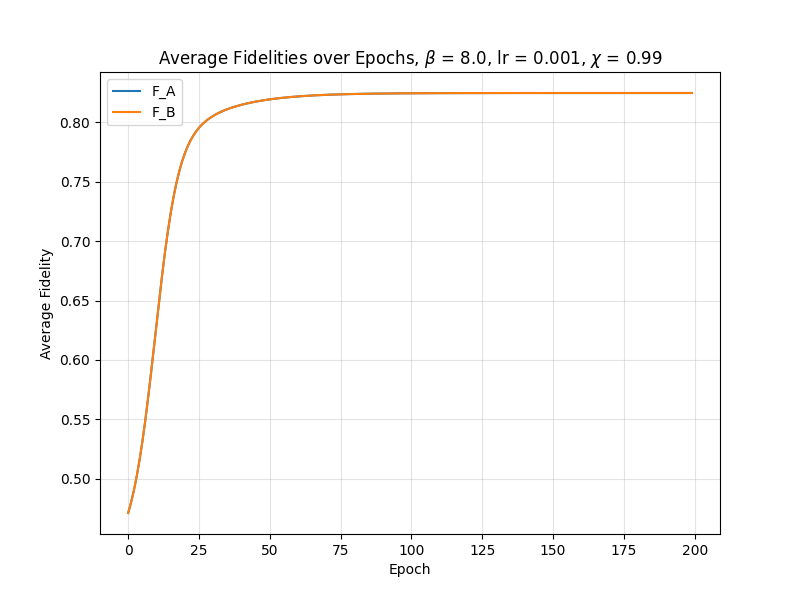 Average Fidelities over Epochs, β = 8.0, lr = 0.001, χ = 0.99
F_A
F_B
Average Fidelity
0.80
0.75
0.70
0.65
0.60
0.55
0.50
0 25 50 75 100 125 150 175 200
Epoch